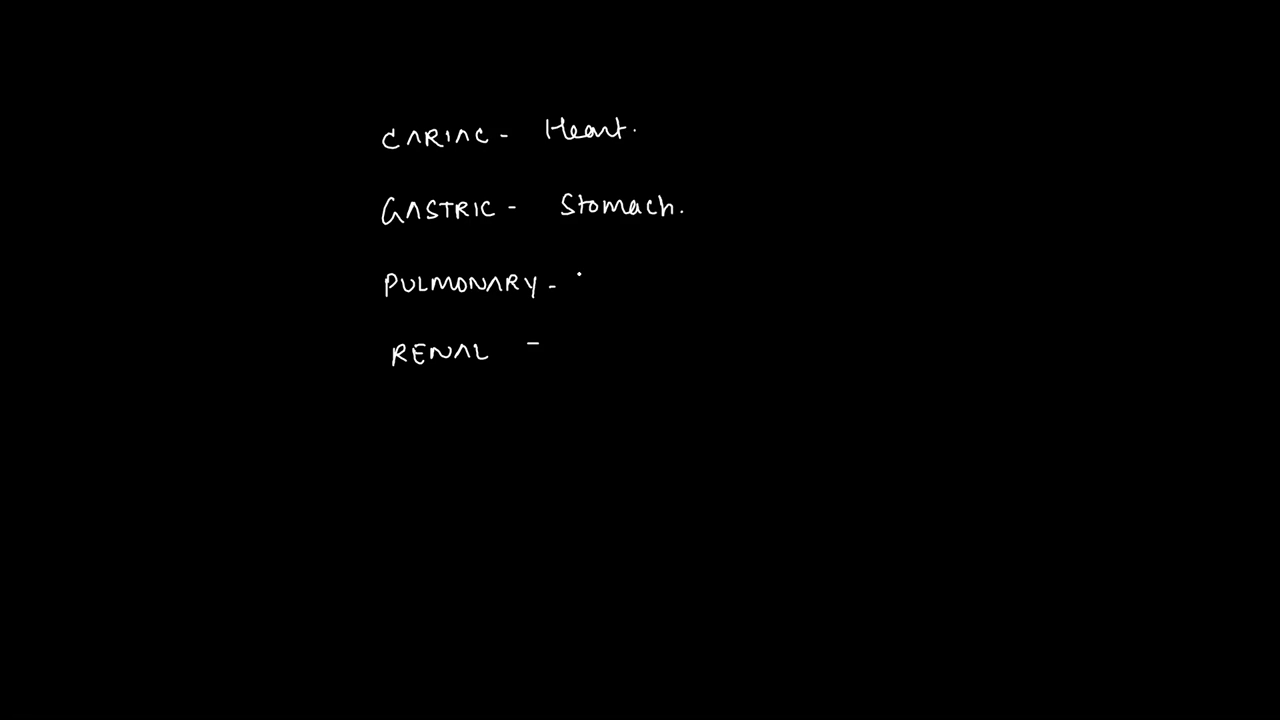 CARIAC - Heart.
GASTRIC - Stomach.
PULMONARY -
RENAL -